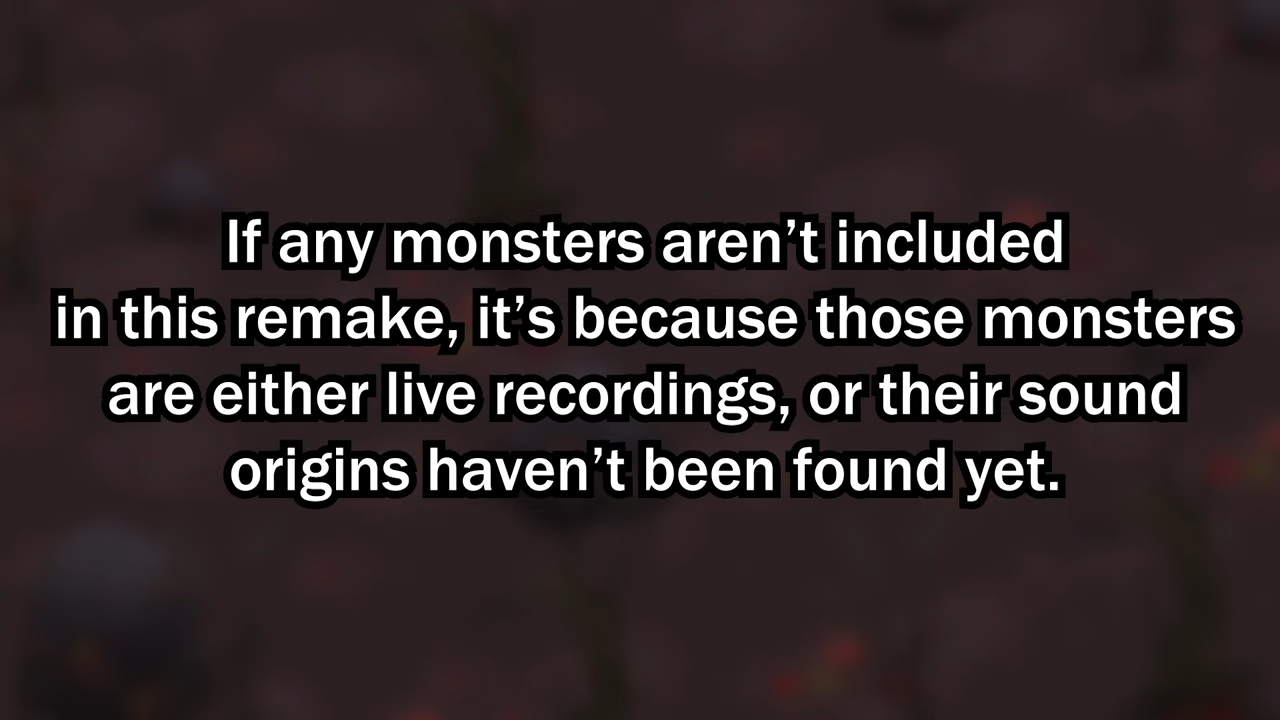 If any monsters aren’t included
in this remake, it’s because those monsters
are either live recordings, or their sound
origins haven’t been found yet.